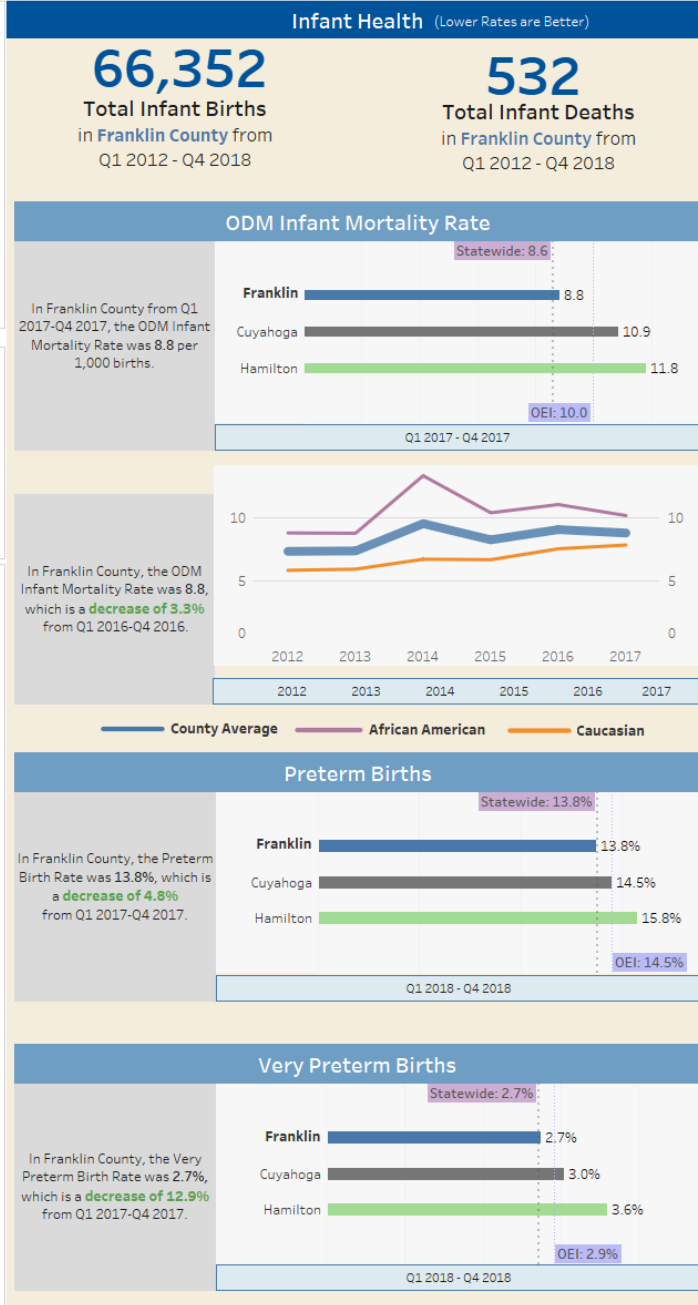 Infant Health (Lower Rates are Better)
66,352
Total Infant Births
in Franklin County from
Q1 2012 - Q4 2018
532
Total Infant Deaths
in Franklin County from
Q1 2012 - Q4 2018
ODM Infant Mortality Rate
In Franklin County from Q1
2017-Q4 2017, the ODM Infant
Mortality Rate was 8.8 per
1,000 births.
Statewide: 8.6
Franklin 8.8
Cuyahoga 10.9
Hamilton 11.8
OEI: 10.0
Q1 2017 - Q4 2017
In Franklin County, the ODM
Infant Mortality Rate was 8.8,
which is a decrease of 3.3%
from Q1 2016-Q4 2016.
10 10
5 5
0 0
2012 2013 2014 2015 2016 2017
2012 2013 2014 2015 2016 2017
County Average African American Caucasian
Preterm Births
In Franklin County, the Preterm
Birth Rate was 13.8%, which is
a decrease of 4.8%
from Q1 2017-Q4 2017.
Statewide: 13.8%
Franklin 13.8%
Cuyahoga 14.5%
Hamilton 15.8%
OEI: 14.5%
Q1 2018 - Q4 2018
Very Preterm Births
In Franklin County, the Very
Preterm Birth Rate was 2.7%,
which is a decrease of 12.9%
from Q1 2017-Q4 2017.
Statewide: 2.7%
Franklin 2.7%
Cuyahoga 3.0%
Hamilton 3.6%
OEI: 2.9%
Q1 2018 - Q4 2018